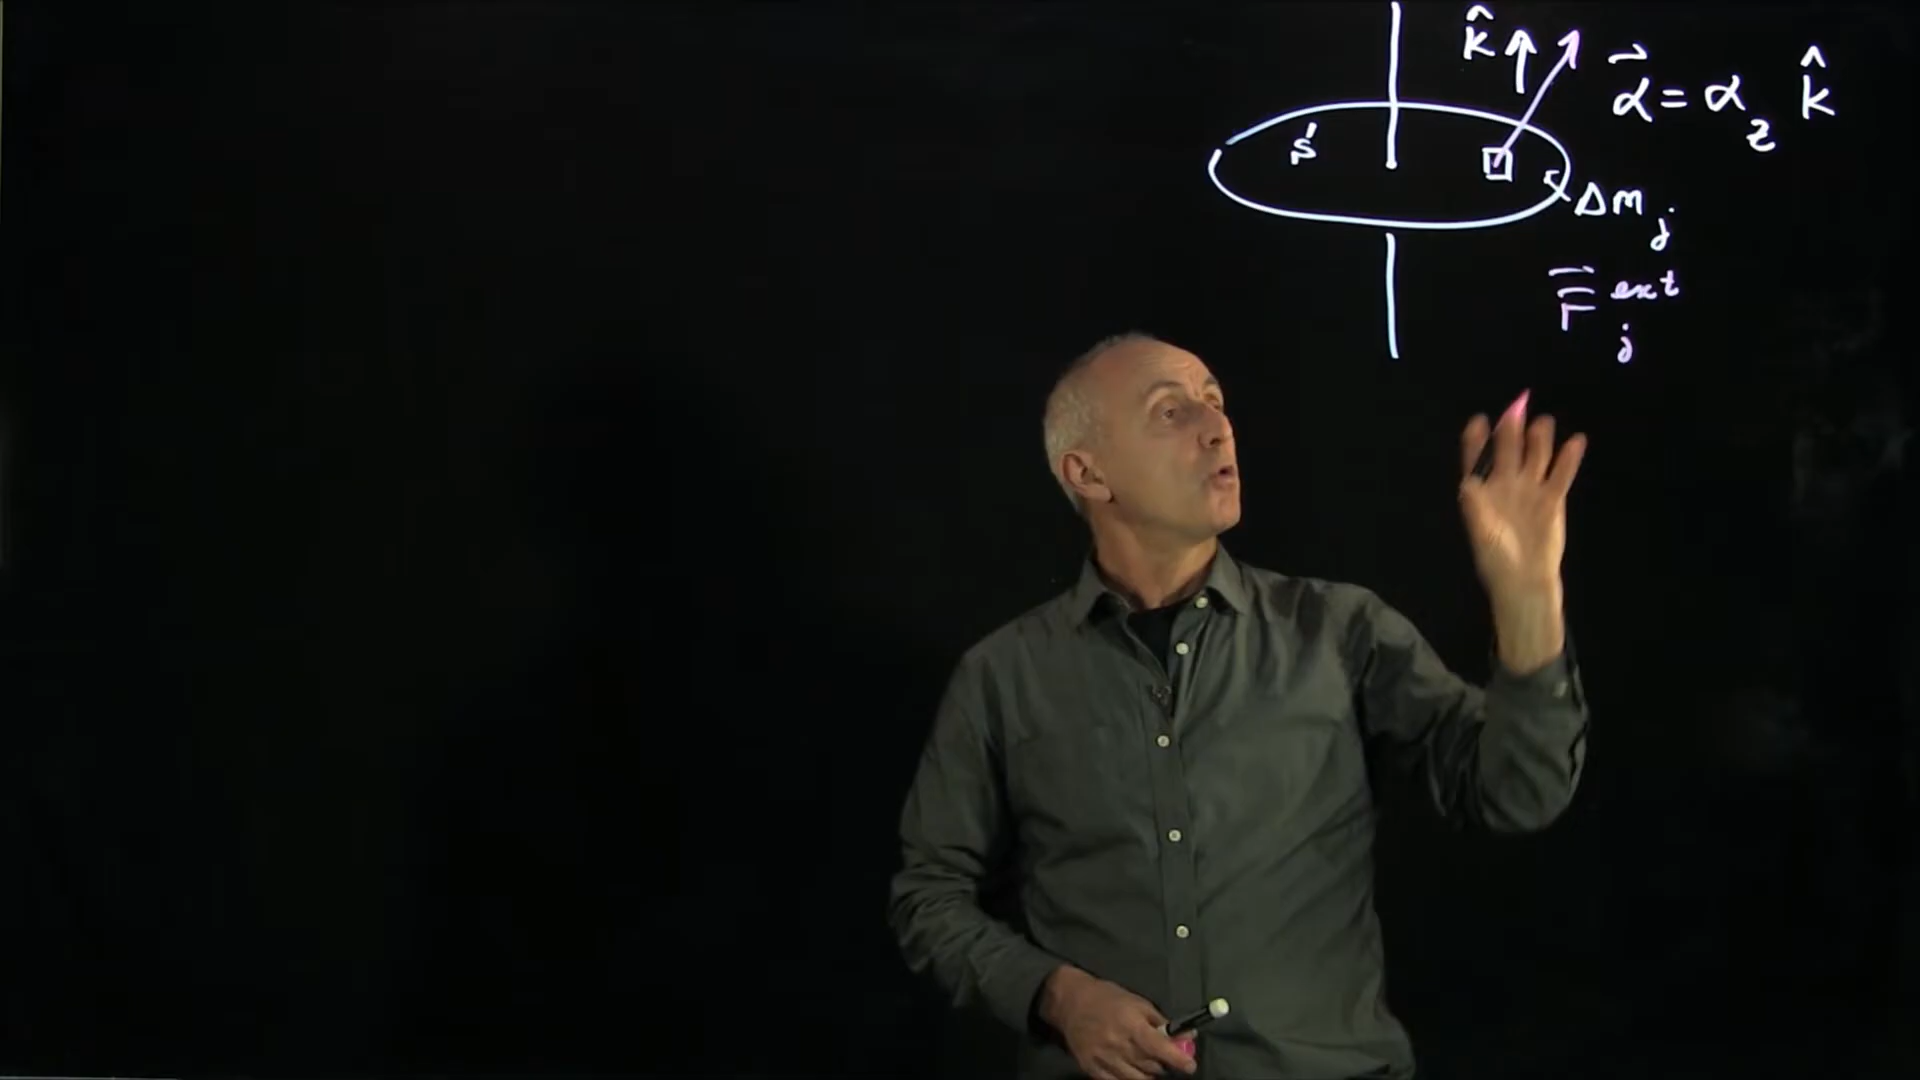 k̂ α⃗ = α_z k̂
S
Δm_j
F⃗_j^ext